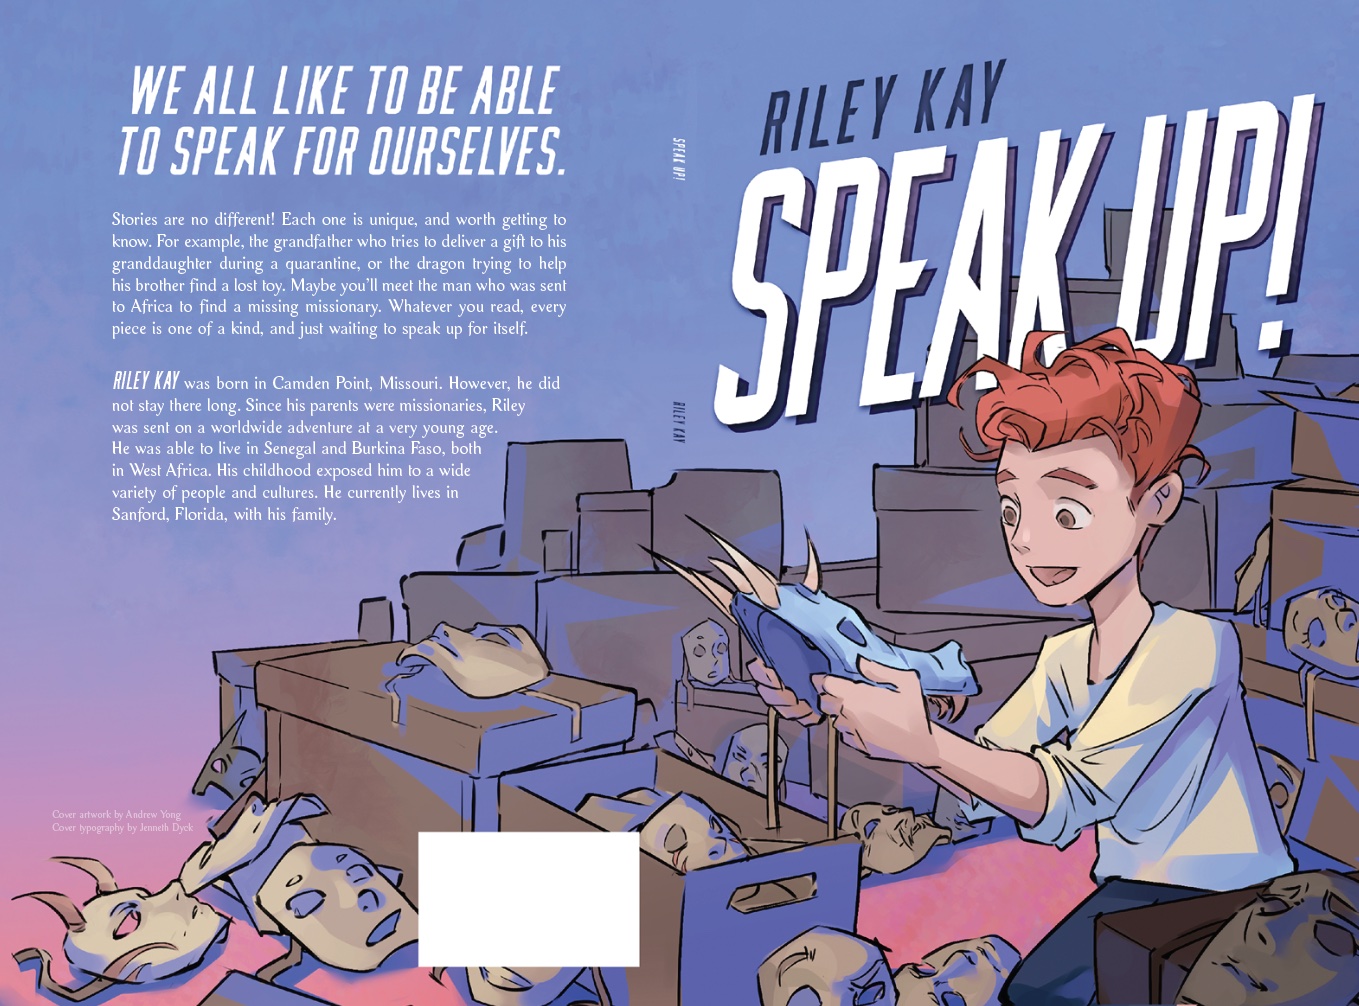 WE ALL LIKE TO BE ABLE
TO SPEAK FOR OURSELVES.
Stories are no different! Each one is unique, and worth getting to
know. For example, the grandfather who tries to deliver a gift to his
granddaughter during a quarantine, or the dragon trying to help
his brother find a lost toy. Maybe you'll meet the man who was sent
to Africa to find a missing missionary. Whatever you read, every
piece is one of a kind, and just waiting to speak up for itself.
RILEY KAY was born in Camden Point, Missouri. However, he did
not stay there long. Since his parents were missionaries, Riley
was sent on a worldwide adventure at a very young age.
He was able to live in Senegal and Burkina Faso, both
in West Africa. His childhood exposed him to a wide
variety of people and cultures. He currently lives in
Sanford, Florida, with his family.
Cover artwork by Andrew Yong
Cover typography by Jenneth Dyck
SPEAK UP!
RILEY KAY
RILEY KAY
SPEAK UP!